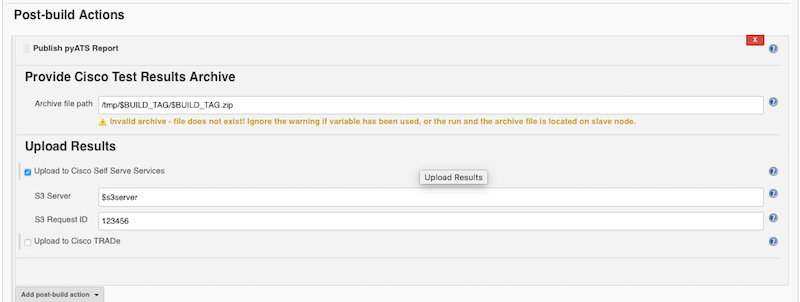 Post-build Actions
Publish pyATS Report
X
Provide Cisco Test Results Archive
Archive file path
/tmp/$BUILD_TAG/$BUILD_TAG.zip
Invalid archive - file does not exist! Ignore the warning if variable has been used, or the run and the archive file is located on slave node.
Upload Results
Upload to Cisco Self Serve Services
Upload Results
S3 Server
$s3server
S3 Request ID
123456
Upload to Cisco TRADe
Add post-build action